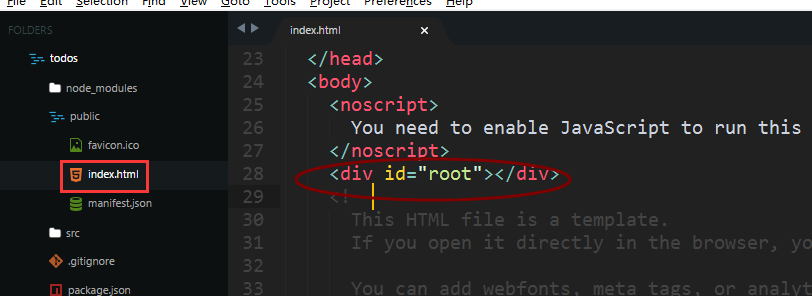 File Edit Selection Find View Goto Tools Project Preferences Help
FOLDERS
todos
node_modules
public
favicon.ico
index.html
manifest.json
src
.gitignore
package.json
index.html ×
23 </head>
24 <body>
25 <noscript>
26 You need to enable JavaScript to run this
27 </noscript>
28 <div id="root"></div>
29 <!
30 This HTML file is a template.
31 If you open it directly in the browser,
32
33 You can add webfonts, meta tags, or